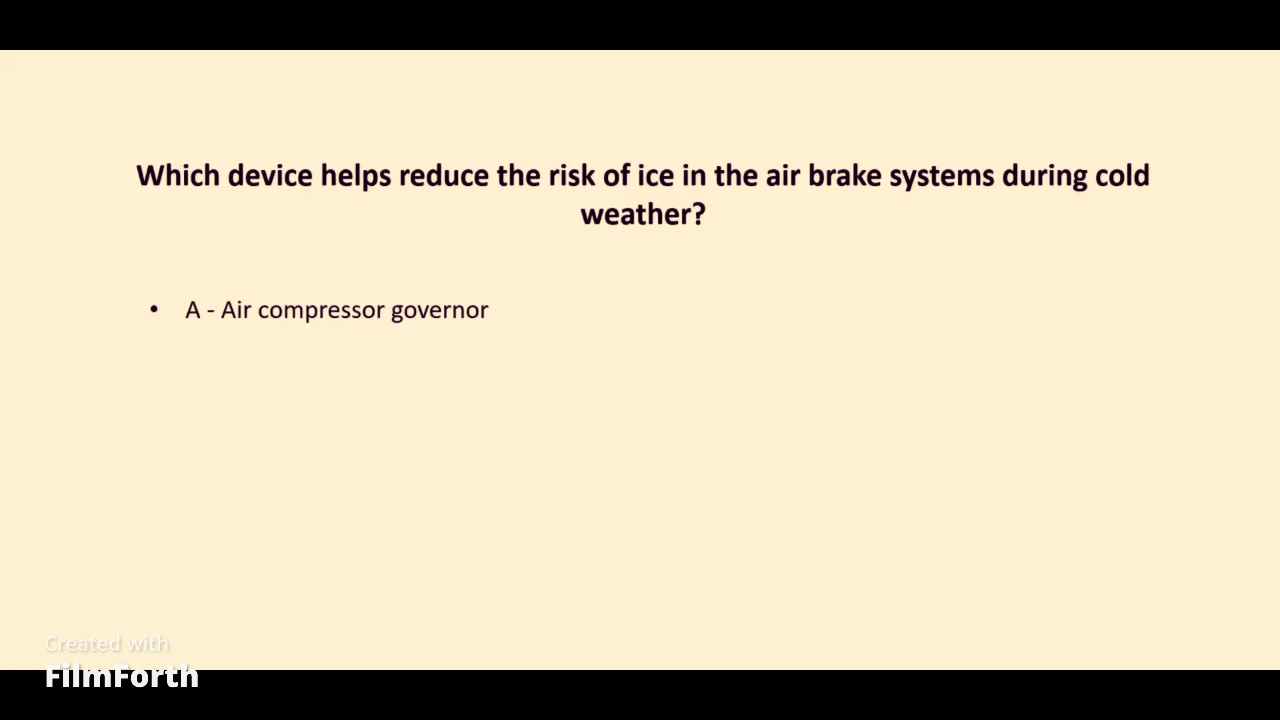 Which device helps reduce the risk of ice in the air brake systems during cold
weather?
• A - Air compressor governor
Created with
FilmForth